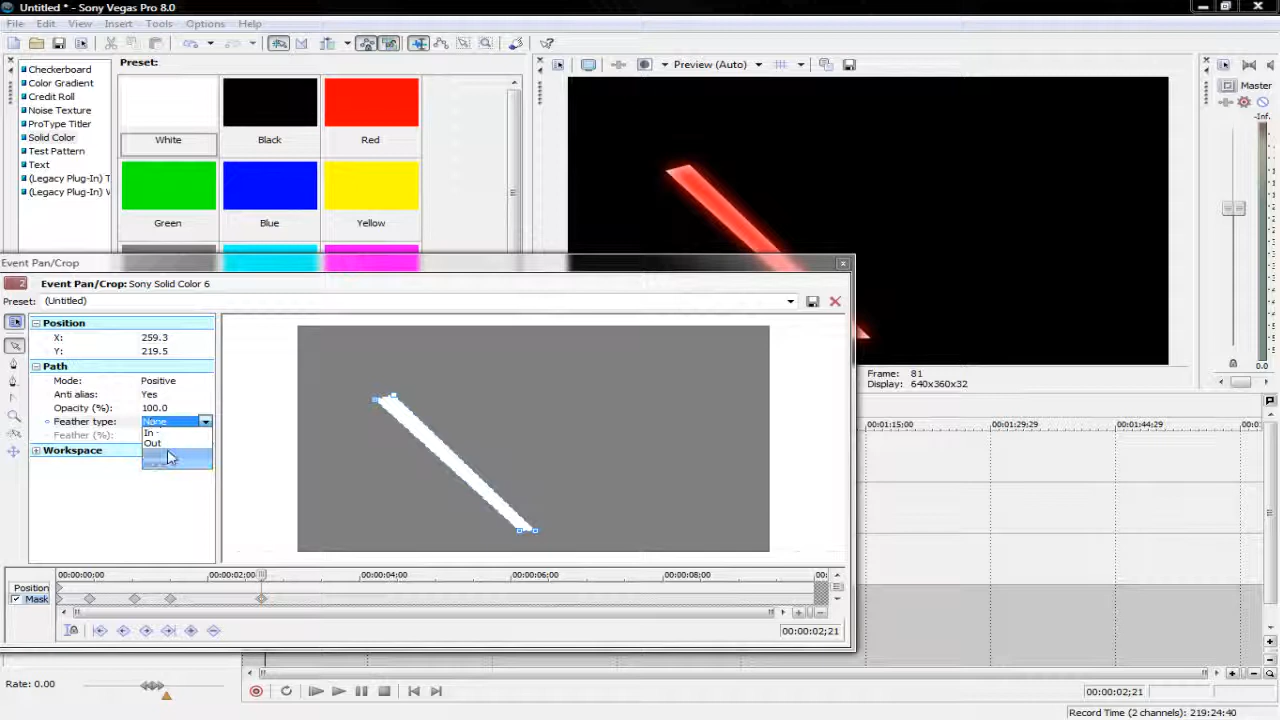 Untitled * - Sony Vegas Pro 8.0
File Edit View Insert Tools Options Help
Checkerboard
Color Gradient
Credit Roll
Noise Texture
ProType Titler
Solid Color
Test Pattern
Text
(Legacy Plug-In) T
(Legacy Plug-In)
Preset:
White Black Red
Green Blue Yellow
Preview (Auto)
Master
-Inf.
Frame: 81
Display: 640x360x32
Event Pan/Crop
Event Pan/Crop: Sony Solid Color 6
Preset: (Untitled)
Position
X: 259.3
Y: 219.5
Path
Mode: Positive
Anti alias: Yes
Opacity (%): 100.0
Feather type: None
In
Out
Feather (%):
Workspace
00:00:00;00 00:00:02;00 00:00:04;00 00:00:06;00 00:00:08;00 00:
Position
Mask
00:00:02;21
00:01:15:00 00:01:29:29 00:01:44:29
Rate: 0.00
00:00:02;21
Record Time (2 channels): 219:24:40